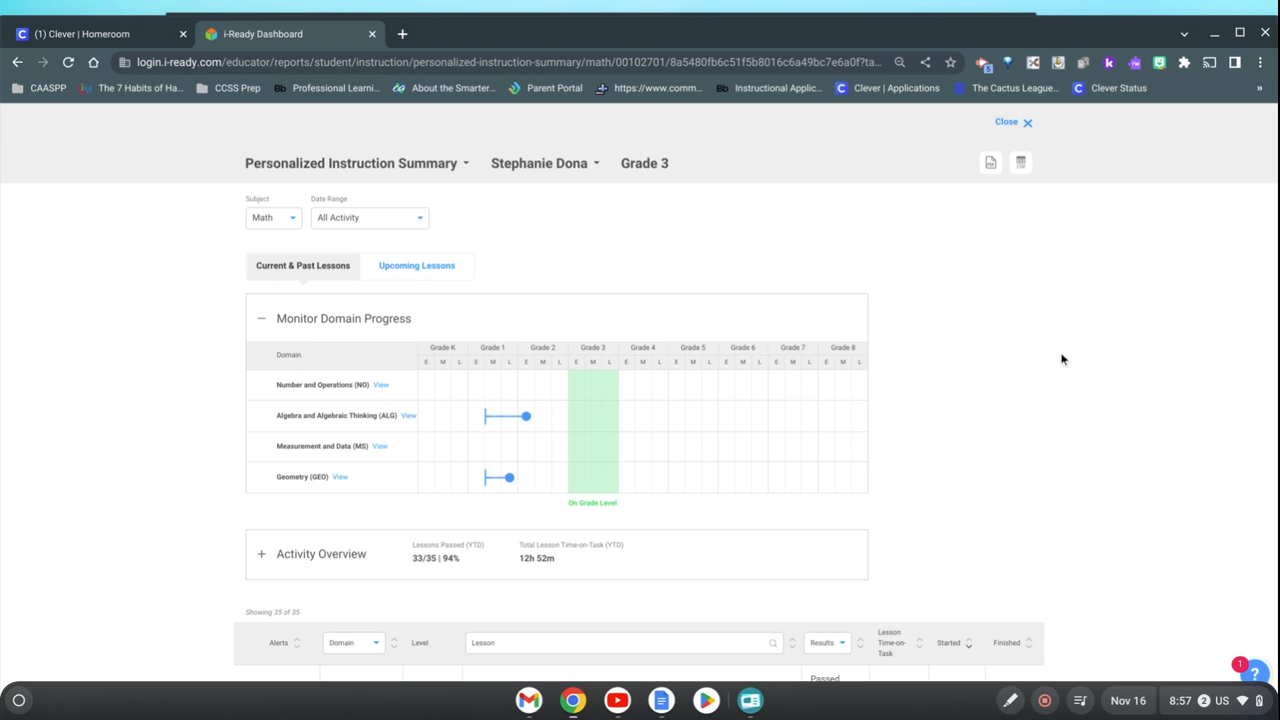 (1) Clever | Homeroom
i-Ready Dashboard
login.i-ready.com/educator/reports/student/instruction/personalized-instruction-summary/math/00102701/8a5480fb6c51f5b8016c6a49bc7e6a0f?ta...
CAASPP The 7 Habits of Ha... CCSS Prep Bb Professional Learni... About the Smarter... Parent Portal https://www.comm... Bb Instructional Applic... Clever | Applications The Cactus League... Clever Status »
Close
Personalized Instruction Summary Stephanie Dona Grade 3
Subject Date Range
Math All Activity
Current & Past Lessons Upcoming Lessons
Monitor Domain Progress
Domain
Grade K Grade 1 Grade 2 Grade 3 Grade 4 Grade 5 Grade 6 Grade 7 Grade 8
E M L E M L E M L E M L E M L E M L E M L E M L E M L
Number and Operations (NO) View
Algebra and Algebraic Thinking (ALG) View
Measurement and Data (MS) View
Geometry (GEO) View
On Grade Level
Activity Overview
Lessons Passed (YTD) Total Lesson Time-on-Task (YTD)
33/35 | 94% 12h 52m
Showing 35 of 35
Alerts Domain Level Lesson Results
Lesson
Time-on-
Task
Started Finished
Passed
1
?
Nov 16 8:57 2 US